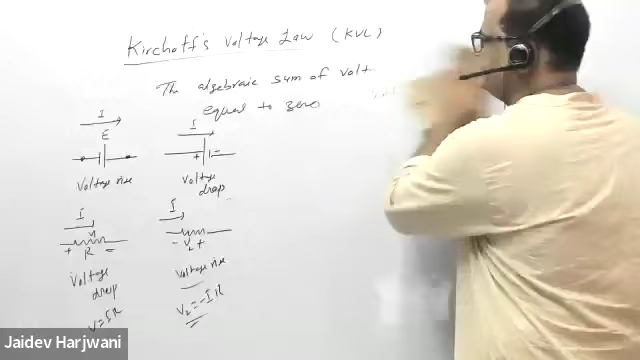 Kirchoff's Voltage Law (KVL)
The algebraic sum of volt
equal to zero
I
E
Voltage rise
I
+ -
Voltage
drop
I
V
+ R -
Voltage
drop
V=IR
I
- V2 +
Voltage rise
V2=-IR
Jaidev Harjwani